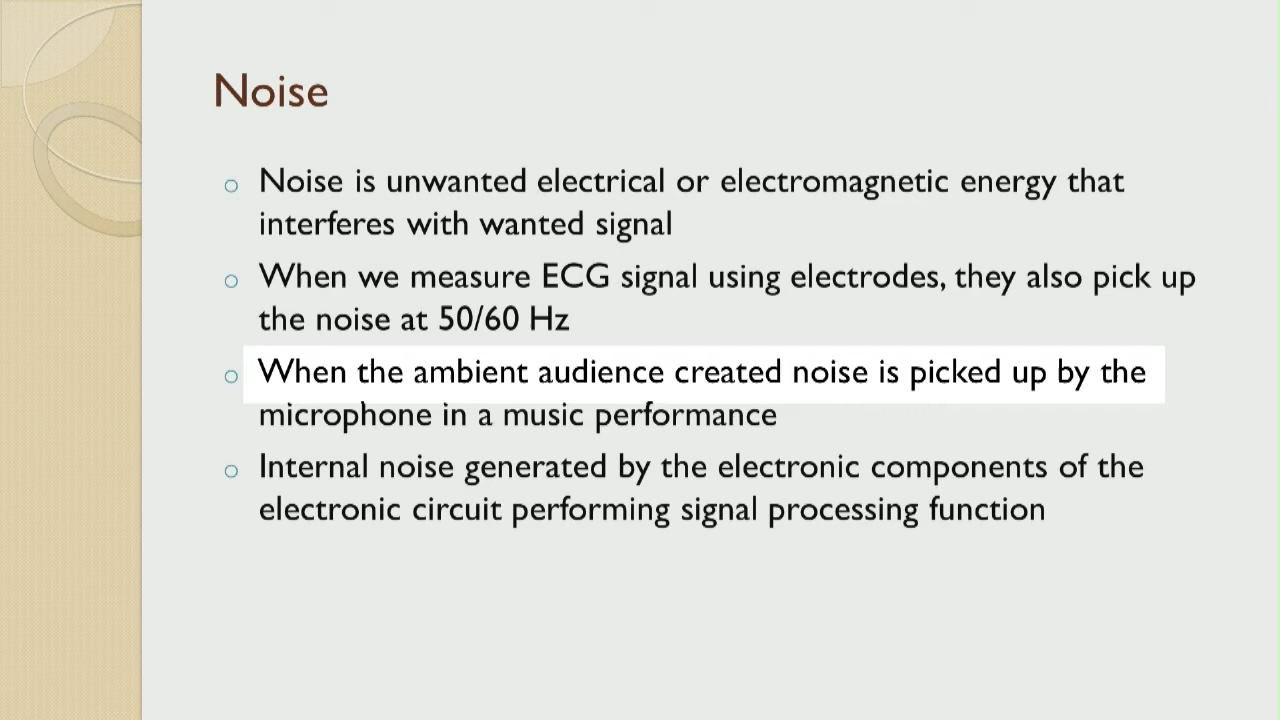 Noise
Noise is unwanted electrical or electromagnetic energy that
interferes with wanted signal
When we measure ECG signal using electrodes, they also pick up
the noise at 50/60 Hz
When the ambient audience created noise is picked up by the
microphone in a music performance
Internal noise generated by the electronic components of the
electronic circuit performing signal processing function